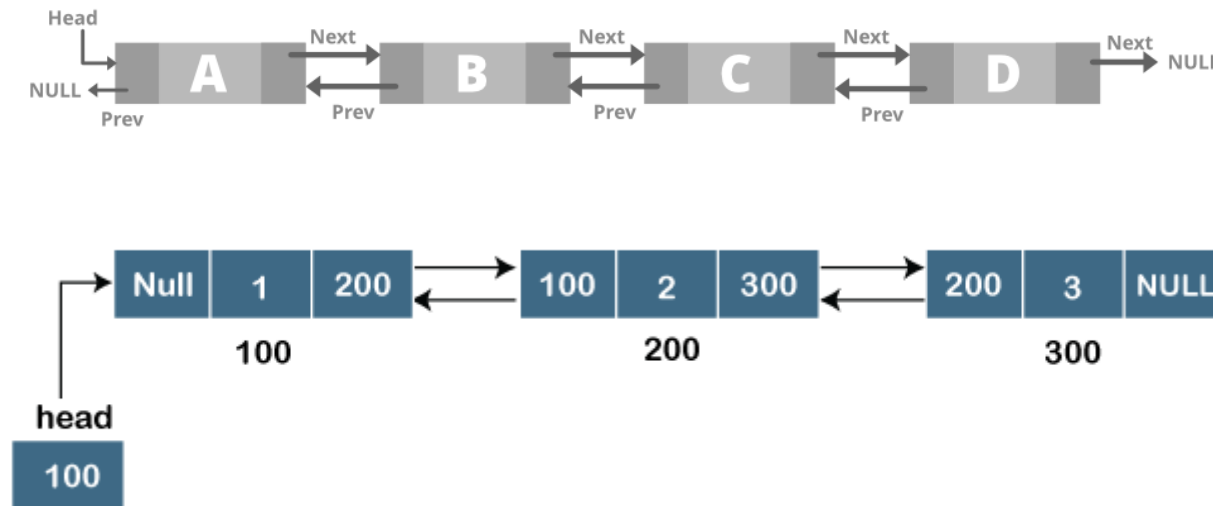 Head
Next Next Next Next
A B C D
NULL NULL
Prev Prev Prev Prev
Null 1 200 100 2 300 200 3 NULL
100 200 300
head
100